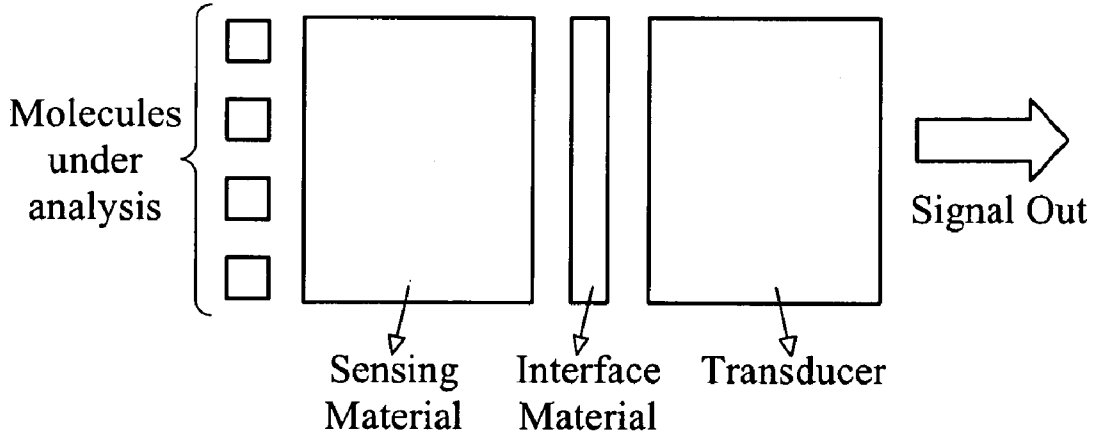 Molecules
under
analysis
Signal Out
Sensing
Material
Interface
Material
Transducer